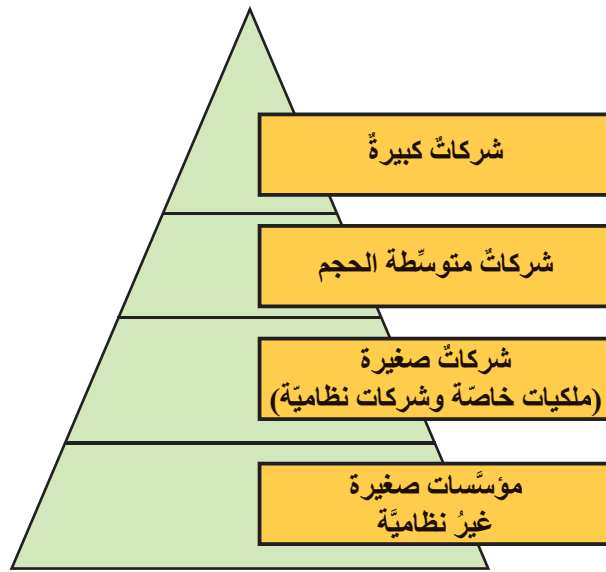 شركاتٌ كبيرةٌ
شركاتٌ متوسِّطة الحجم
شركاتٌ صغيرة
(ملكيات خاصّة وشركات نظاميّة)
مؤسَّسات صغيرة
غيرُ نظاميَّة